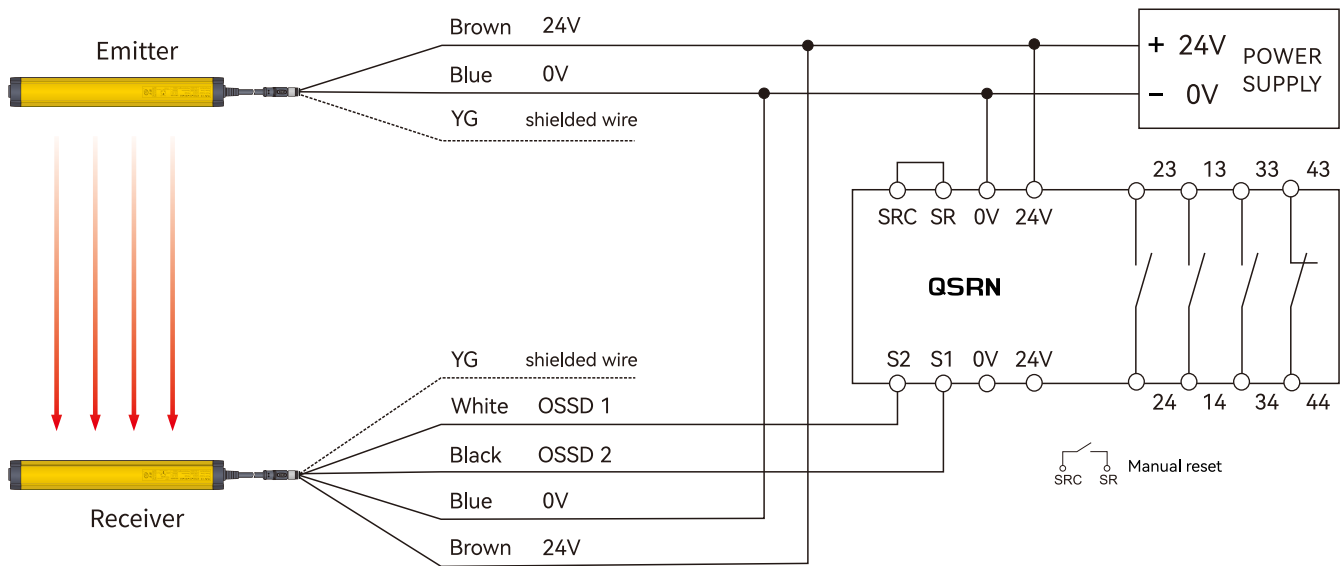 Emitter
Brown 24V
Blue 0V
YG shielded wire
+ 24V
− 0V
POWER
SUPPLY
23 13 33 43
SRC SR 0V 24V
QSRN
S2 S1 0V 24V
24 14 34 44
YG shielded wire
White OSSD 1
Black OSSD 2
Blue 0V
Brown 24V
Receiver
SRC SR Manual reset